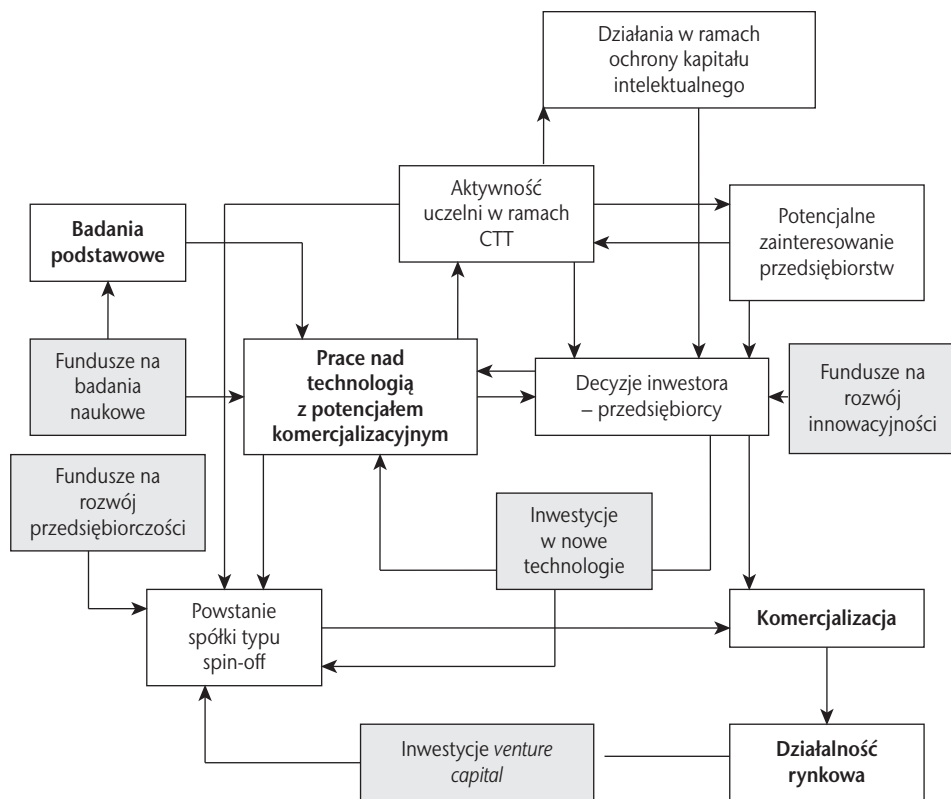 Działania w ramach
ochrony kapitału
intelektualnego
Aktywność
uczelni w ramach
CTT
Potencjalne
zainteresowanie
przedsiębiorstw
Badania
podstawowe
Fundusze na
badania
naukowe
Prace nad
technologią
z potencjałem
komercjalizacyjnym
Decyzje inwestora
– przedsiębiorcy
Fundusze na
rozwój
innowacyjności
Fundusze na
rozwój
przedsiębiorczości
Inwestycje
w nowe
technologie
Powstanie
spółki typu
spin-off
Komercjalizacja
Inwestycje venture
capital
Działalność
rynkowa